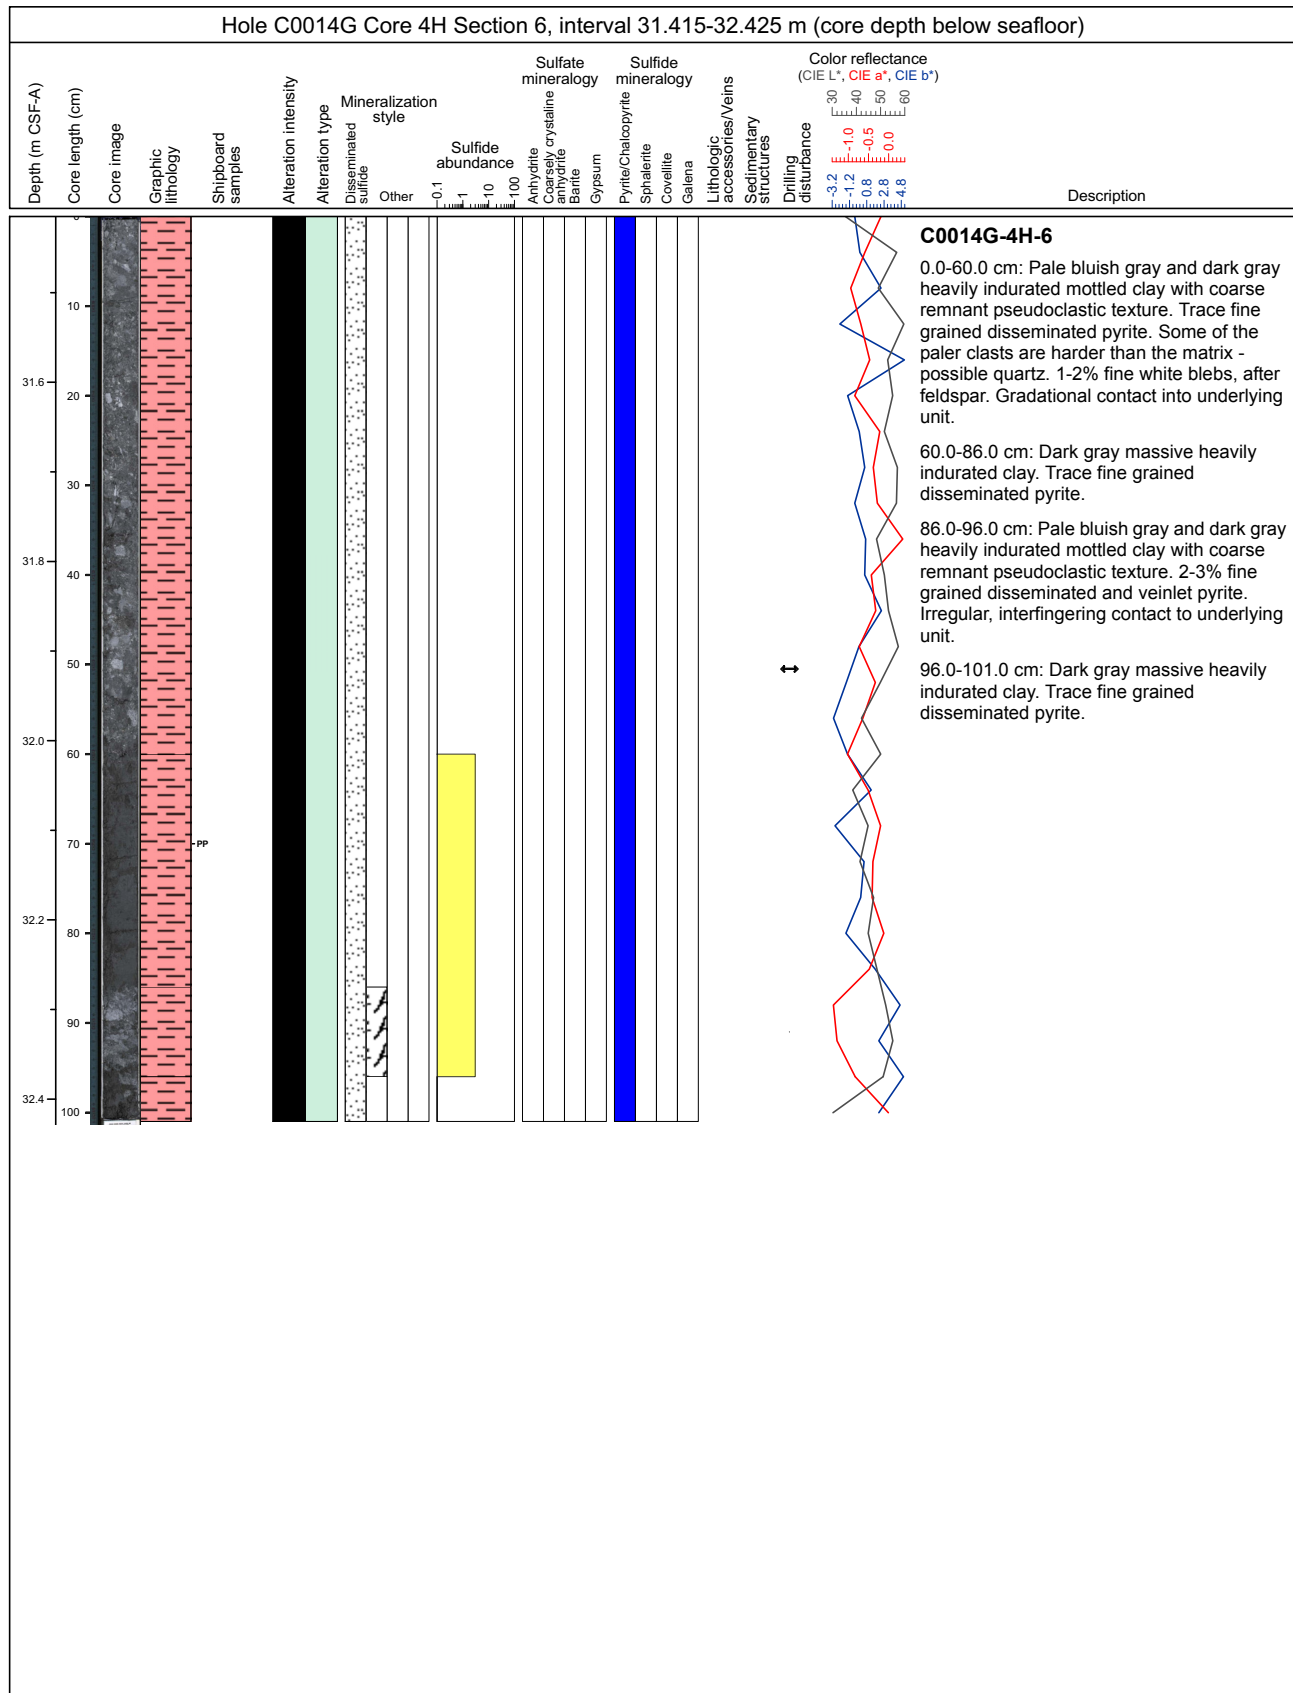 Hole C0014G Core 4H Section 6, interval 31.415-32.425 m (core depth below seafloor)
Depth (m CSF-A)
Core length (cm)
Core image
Graphic
lithology
Shipboard
samples
Alteration intensity
Alteration type
Mineralization
style
Disseminated
sulfide
Other
Sulfide
abundance
0.1
1
10
100
Sulfate
mineralogy
Anhydrite
Coarsely crystaline
anhydrite
Barite
Gypsum
Sulfide
mineralogy
Pyrite/Chalcopyrite
Sphalerite
Covellite
Galena
Lithologic
accessories/Veins
Sedimentary
structures
Drilling
disturbance
Color reflectance
(CIE L*, CIE a*, CIE b*)
30
40
50
60
-1.0
-0.5
0.0
-3.2
-1.2
0.8
2.8
4.8
Description
31.6
31.8
32.0
32.2
32.4
0
10
20
30
40
50
60
70
80
90
100
PP
C0014G-4H-6
0.0-60.0 cm: Pale bluish gray and dark gray
heavily indurated mottled clay with coarse
remnant pseudoclastic texture. Trace fine
grained disseminated pyrite. Some of the
paler clasts are harder than the matrix -
possible quartz. 1-2% fine white blebs, after
feldspar. Gradational contact into underlying
unit.
60.0-86.0 cm: Dark gray massive heavily
indurated clay. Trace fine grained
disseminated pyrite.
86.0-96.0 cm: Pale bluish gray and dark gray
heavily indurated mottled clay with coarse
remnant pseudoclastic texture. 2-3% fine
grained disseminated and veinlet pyrite.
Irregular, interfingering contact to underlying
unit.
96.0-101.0 cm: Dark gray massive heavily
indurated clay. Trace fine grained
disseminated pyrite.